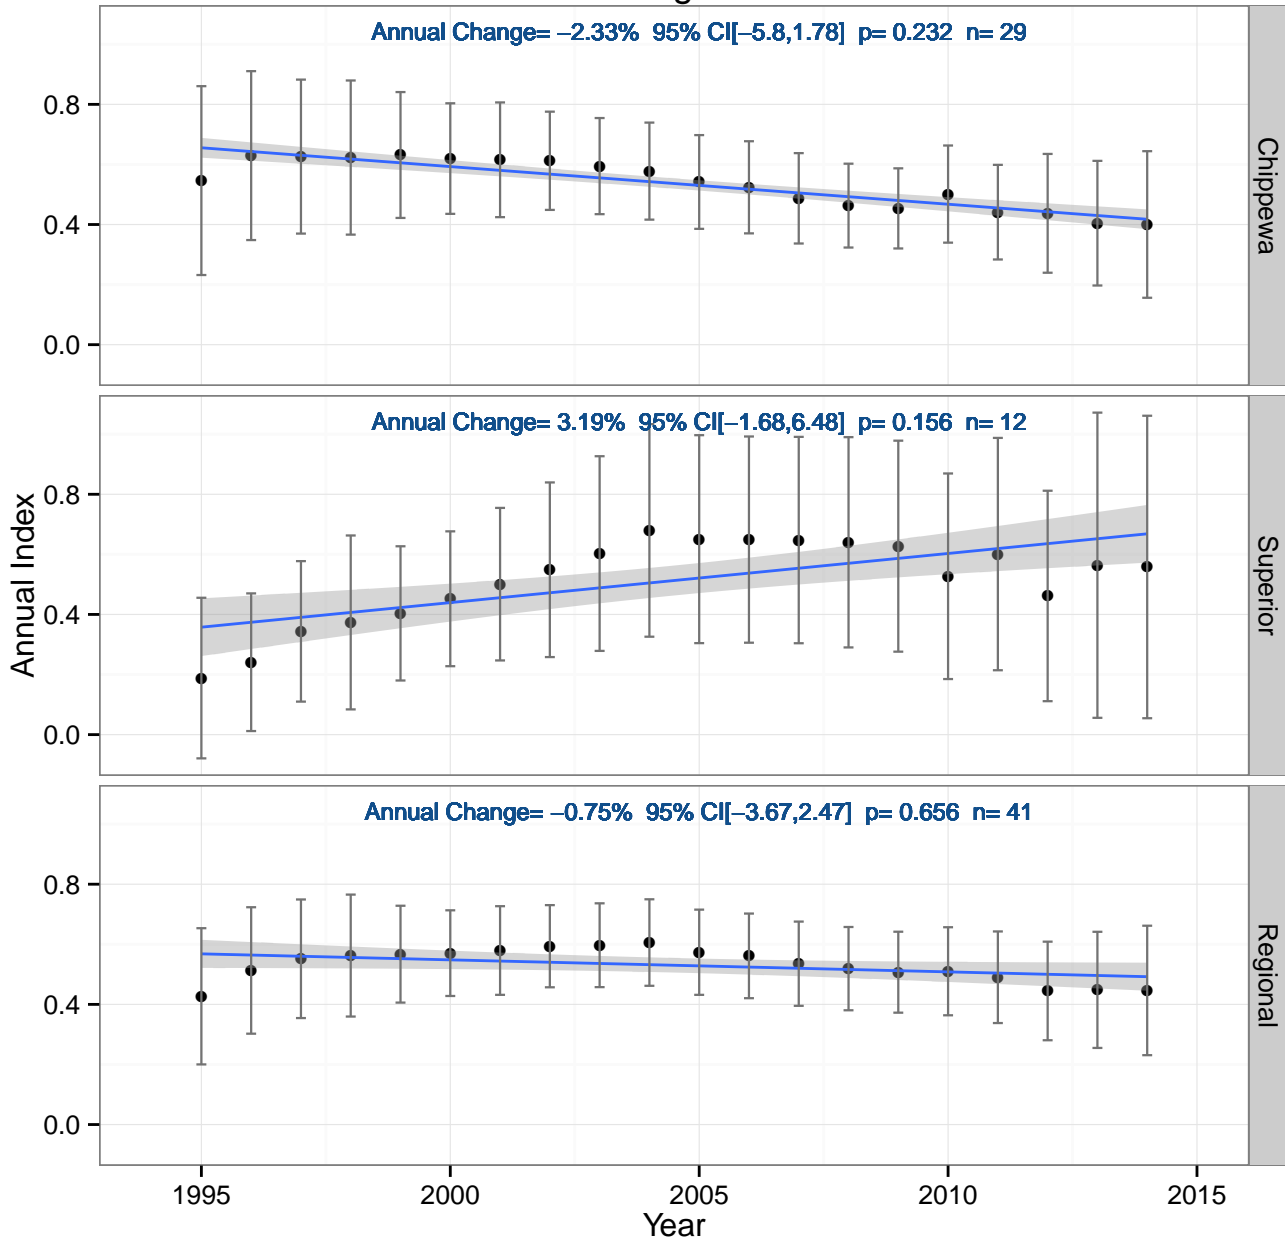 Annual Change= −2.33%  95% CI[−5.8,1.78]  p= 0.232  n= 29
0.8
0.4
0.0
Chippewa
Annual Change= 3.19%  95% CI[−1.68,6.48]  p= 0.156  n= 12
0.8
0.4
0.0
Superior
Annual Index
Annual Change= −0.75%  95% CI[−3.67,2.47]  p= 0.656  n= 41
0.8
0.4
0.0
Regional
1995 2000 2005 2010 2015
Year